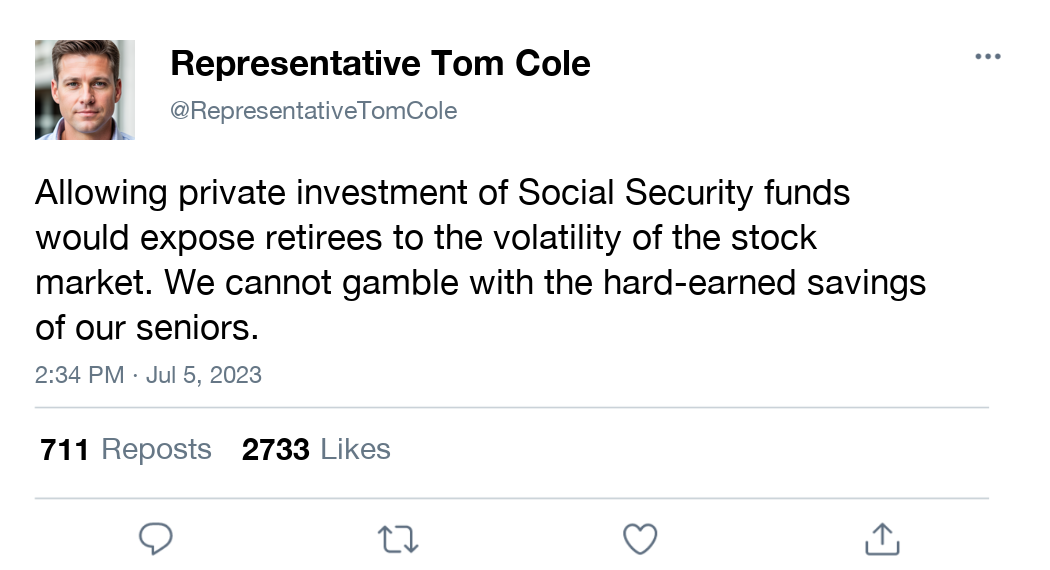 Representative Tom Cole
@RepresentativeTomCole
Allowing private investment of Social Security funds
would expose retirees to the volatility of the stock
market. We cannot gamble with the hard-earned savings
of our seniors.
2:34 PM · Jul 5, 2023
711 Reposts 2733 Likes